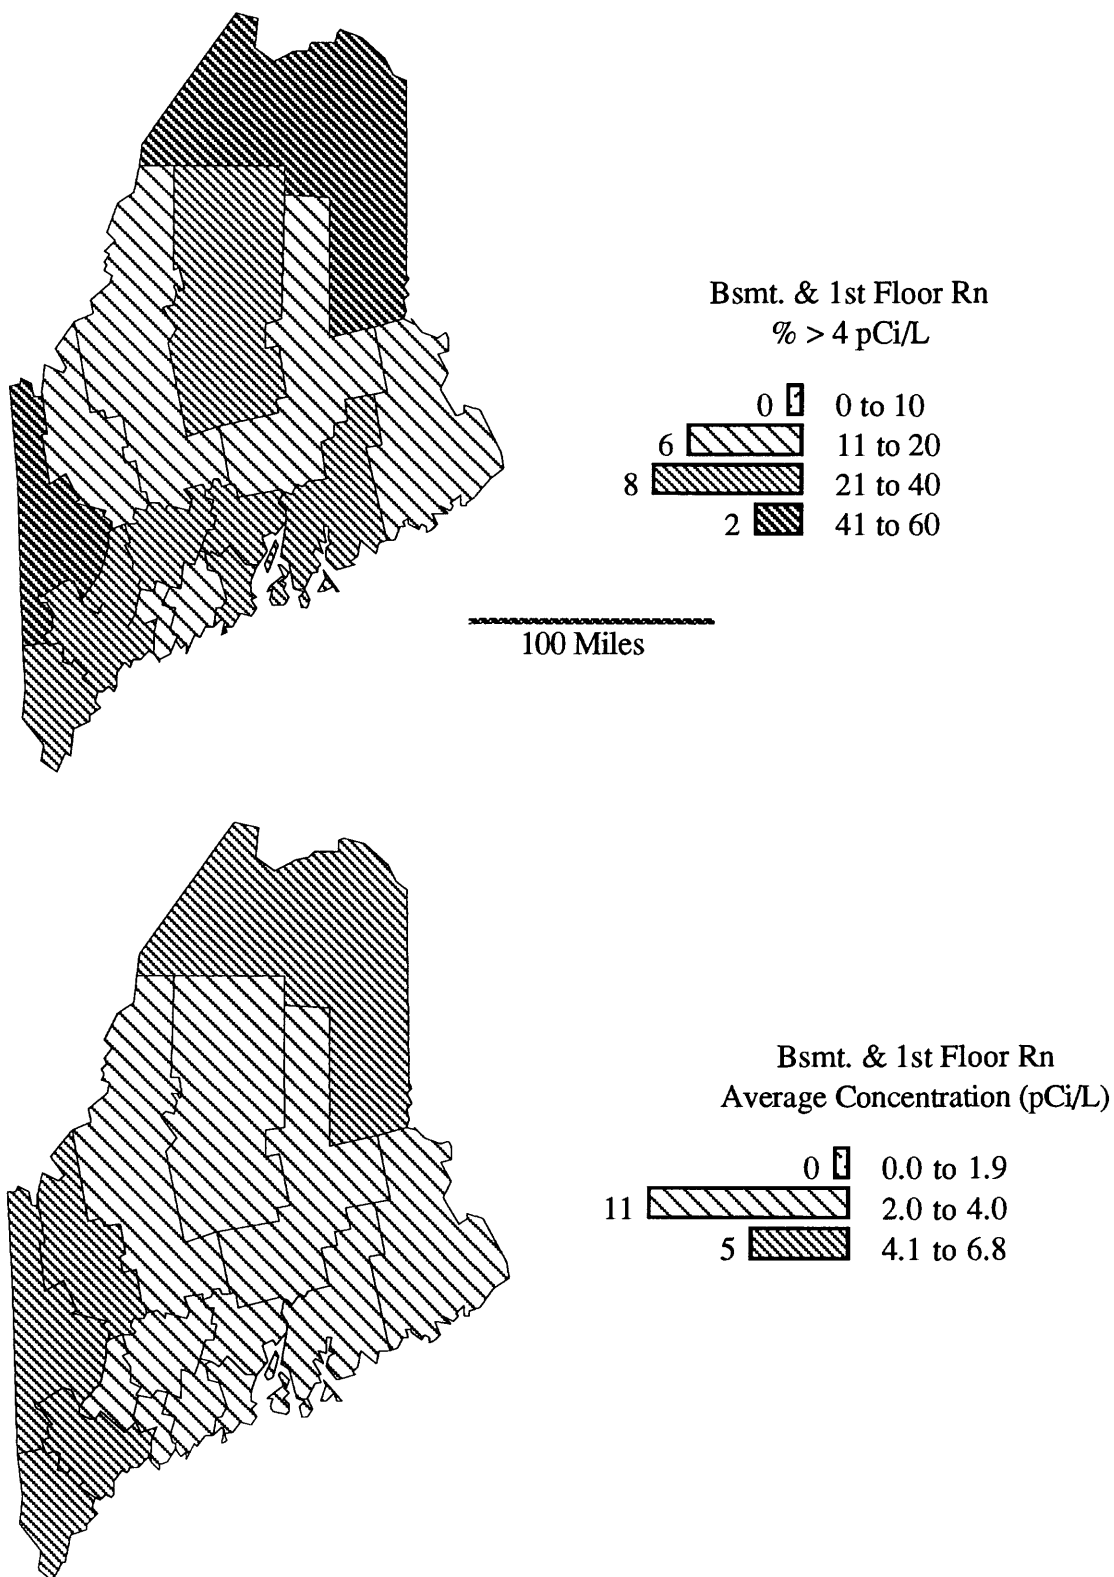 Bsmt. & 1st Floor Rn
% > 4 pCi/L
0 0 to 10
6 11 to 20
8 21 to 40
2 41 to 60
100 Miles
Bsmt. & 1st Floor Rn
Average Concentration (pCi/L)
0 0.0 to 1.9
11 2.0 to 4.0
5 4.1 to 6.8